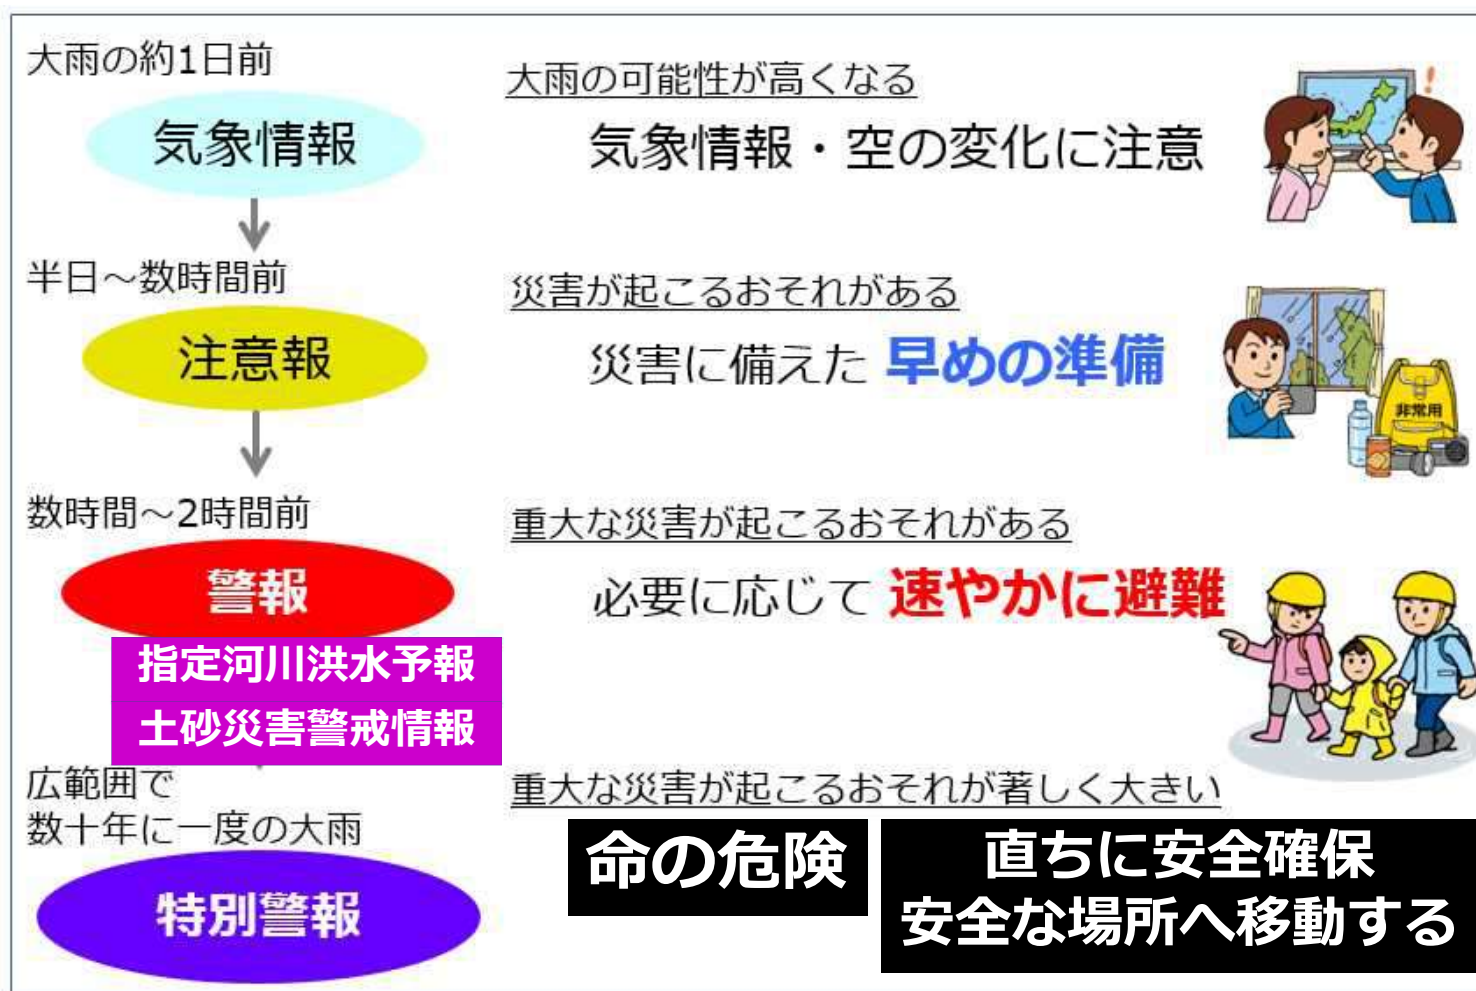 大雨の約1日前
気象情報
大雨の可能性が高くなる
気象情報・空の変化に注意
半日～数時間前
注意報
災害が起こるおそれがある
災害に備えた 早めの準備
非常用
数時間～2時間前
警報
指定河川洪水予報
土砂災害警戒情報
重大な災害が起こるおそれがある
必要に応じて 速やかに避難
広範囲で
数十年に一度の大雨
特別警報
重大な災害が起こるおそれが著しく大きい
命の危険
直ちに安全確保
安全な場所へ移動する